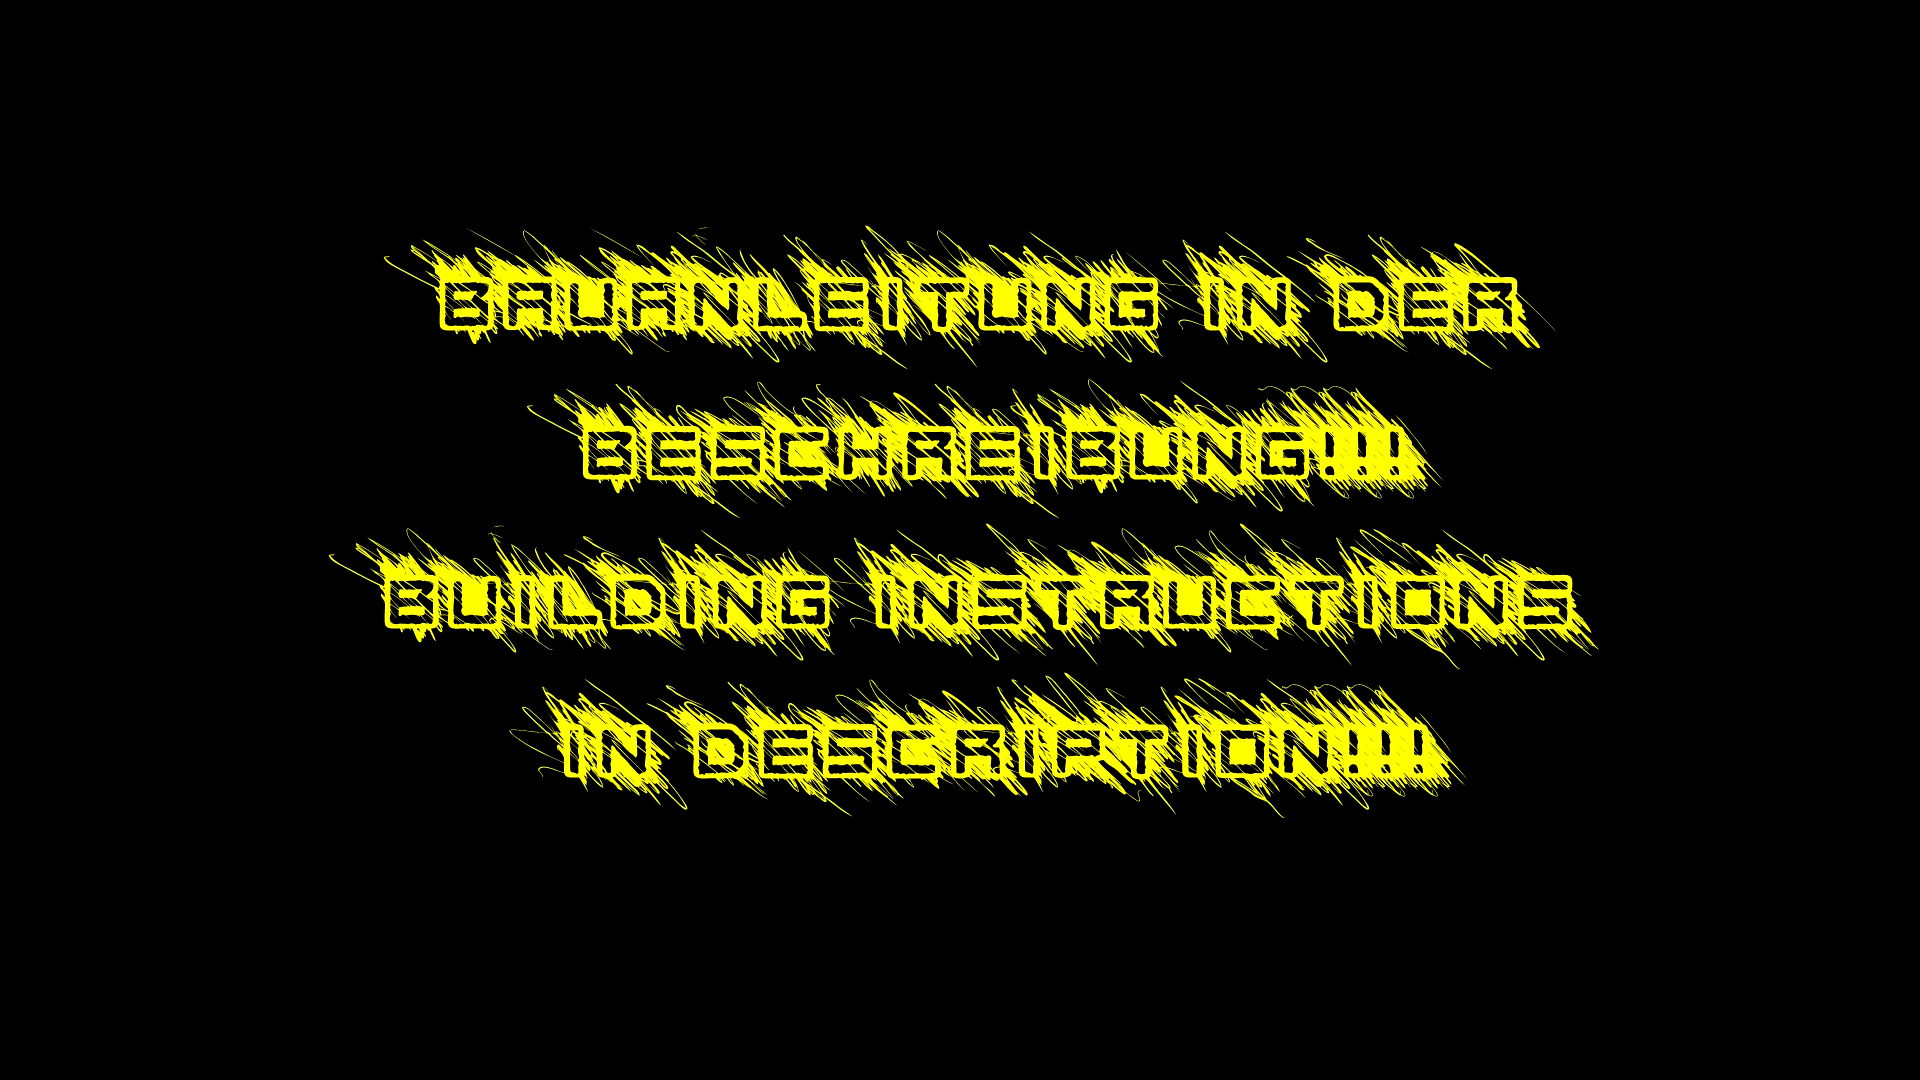 BAUANLEITUNG IN DER
BESCHREIBUNG!!!
BUILDING INSTRUCTIONS
IN DESCRIPTION!!!